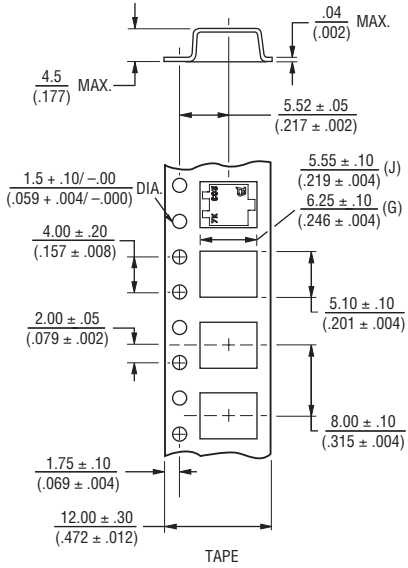 .04
(.002) MAX.
4.5
(.177) MAX.
5.52 ± .05
(.217 ± .002)
1.5 + .10/ –.00
(.059 + .004/ –.000) DIA.
5.55 ± .10
(.219 ± .004) (J)
6.25 ± .10
(.246 ± .004) (G)
4.00 ± .20
(.157 ± .008)
5.10 ± .10
(.201 ± .004)
2.00 ± .05
(.079 ± .002)
8.00 ± .10
(.315 ± .004)
1.75 ± .10
(.069 ± .004)
12.00 ± .30
(.472 ± .012)
TAPE